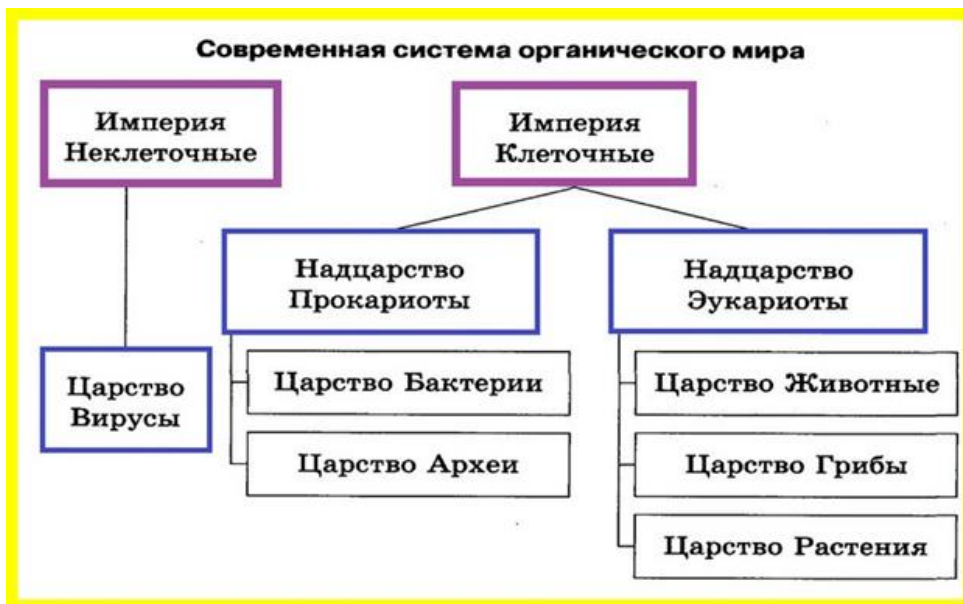 Современная система органического мира
Империя
Неклеточные
Империя
Клеточные
Надцарство
Прокариоты
Надцарство
Эукариоты
Царство
Вирусы
Царство Бактерии
Царство Животные
Царство Археи
Царство Грибы
Царство Растения